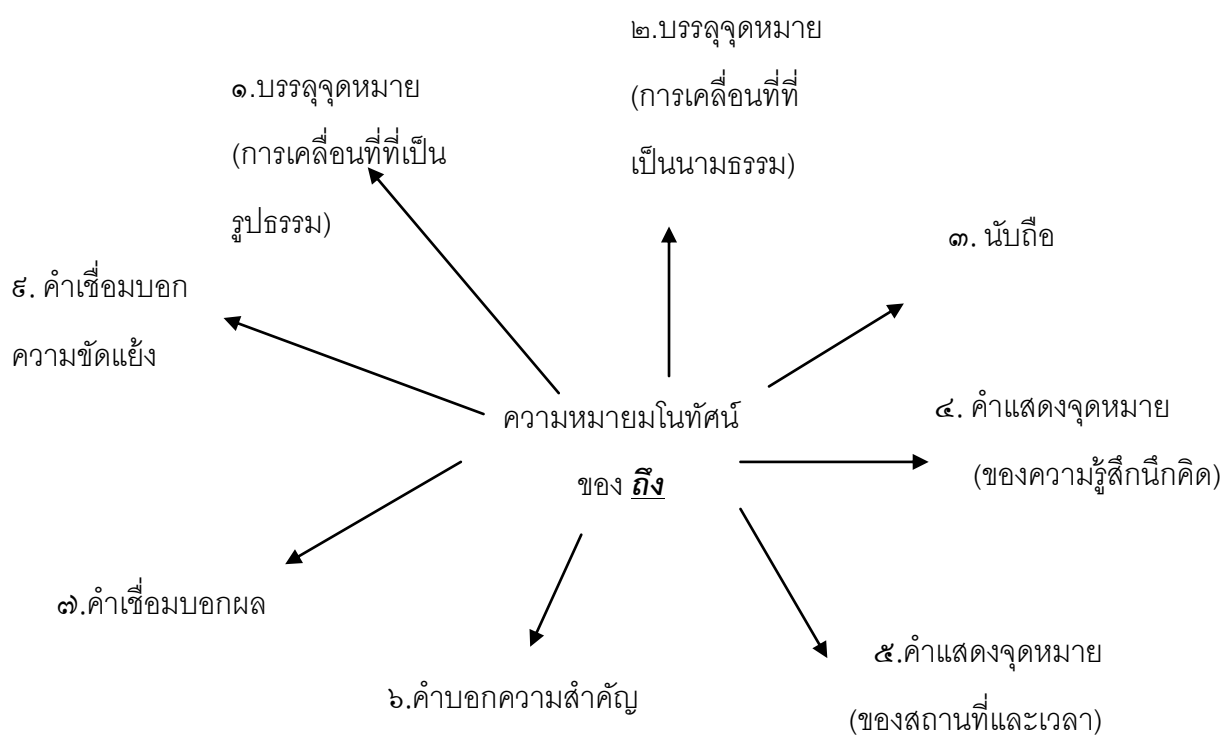 ๑.บรรลุจุดหมาย
(การเคลื่อนที่ที่เป็น
รูปธรรม)
๒.บรรลุจุดหมาย
(การเคลื่อนที่ที่
เป็นนามธรรม)
๓. นับถือ
๔. คำแสดงจุดหมาย
(ของความรู้สึกนึกคิด)
๕.คำแสดงจุดหมาย
(ของสถานที่และเวลา)
๖.คำบอกความสำคัญ
๗.คำเชื่อมบอกผล
๙. คำเชื่อมบอก
ความขัดแย้ง
ความหมายมโนทัศน์
ของ ถึง